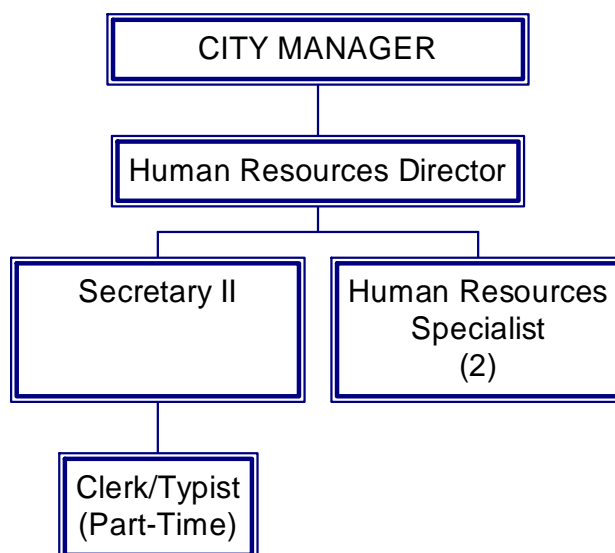 CITY MANAGER
Human Resources Director
Secretary II
Human Resources
Specialist
(2)
Clerk/Typist
(Part-Time)